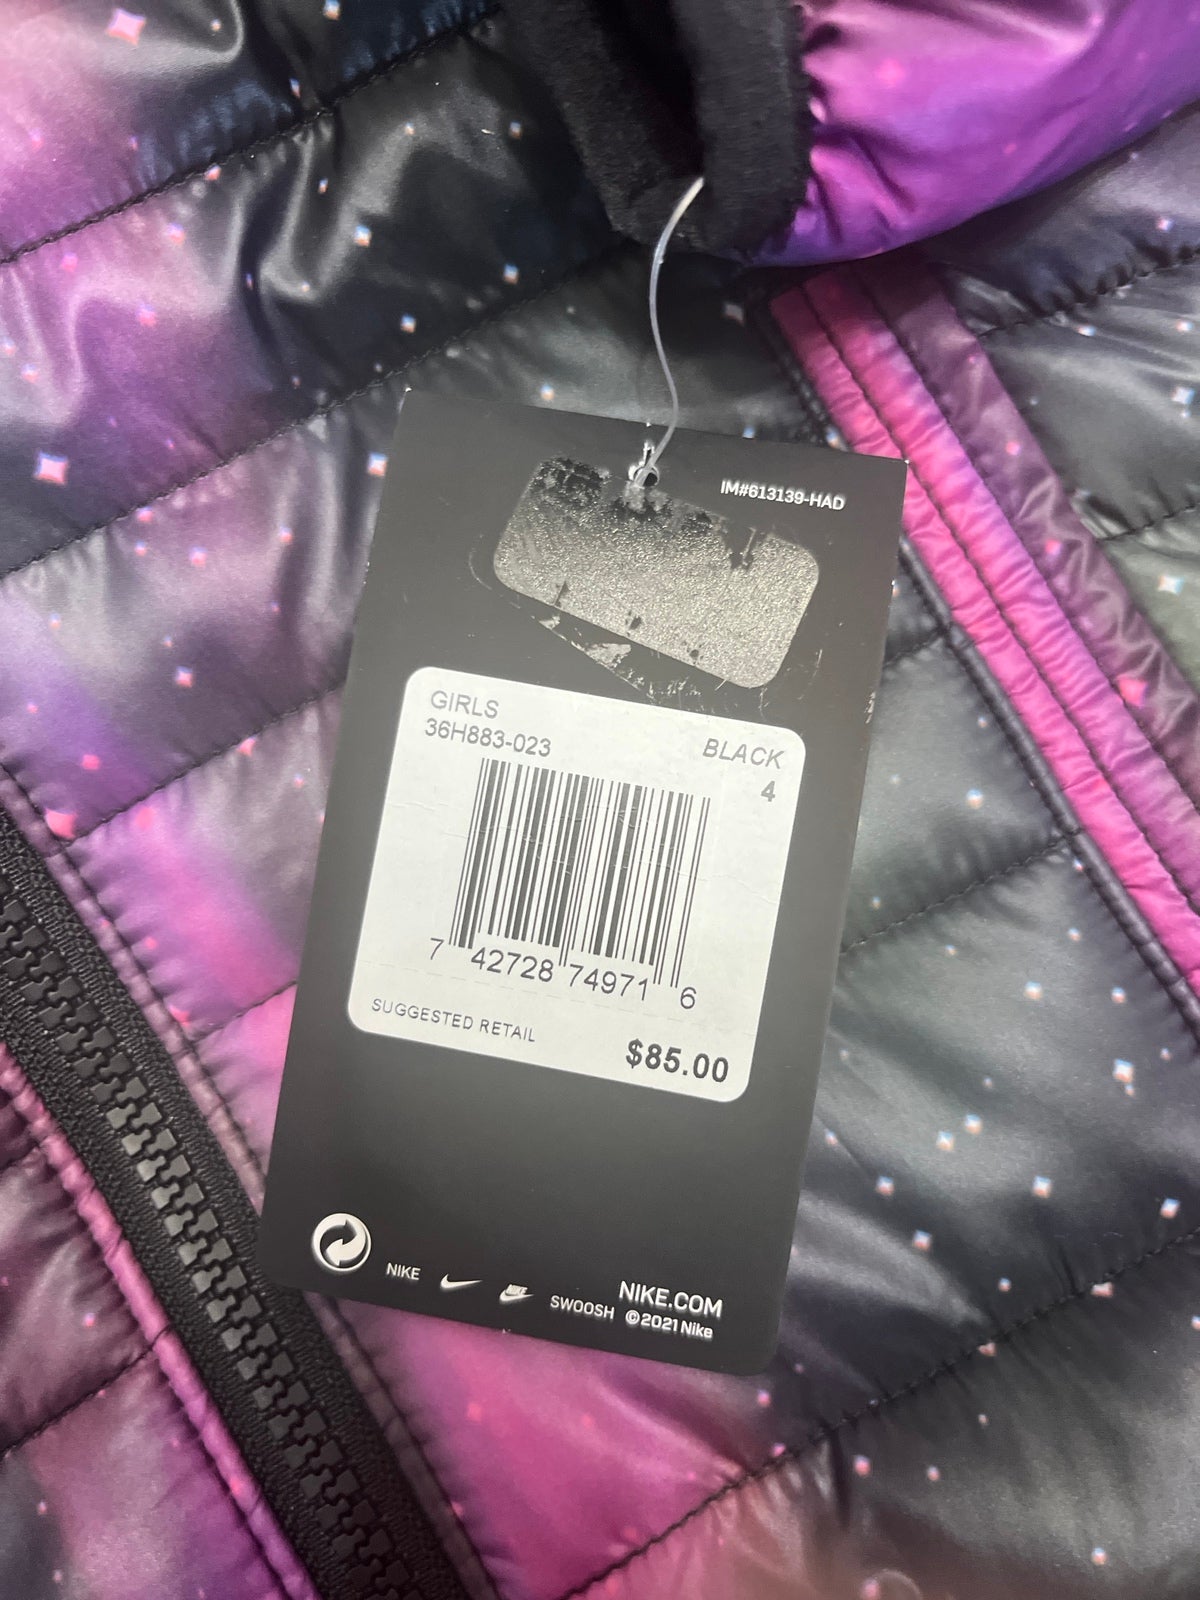 IM#613139-HAD
GIRLS
36H883-023
BLACK
4
7 42728 74971 6
SUGGESTED RETAIL
$85.00
NIKE
NIKE
SWOOSH
NIKE.COM
©2021 Nike